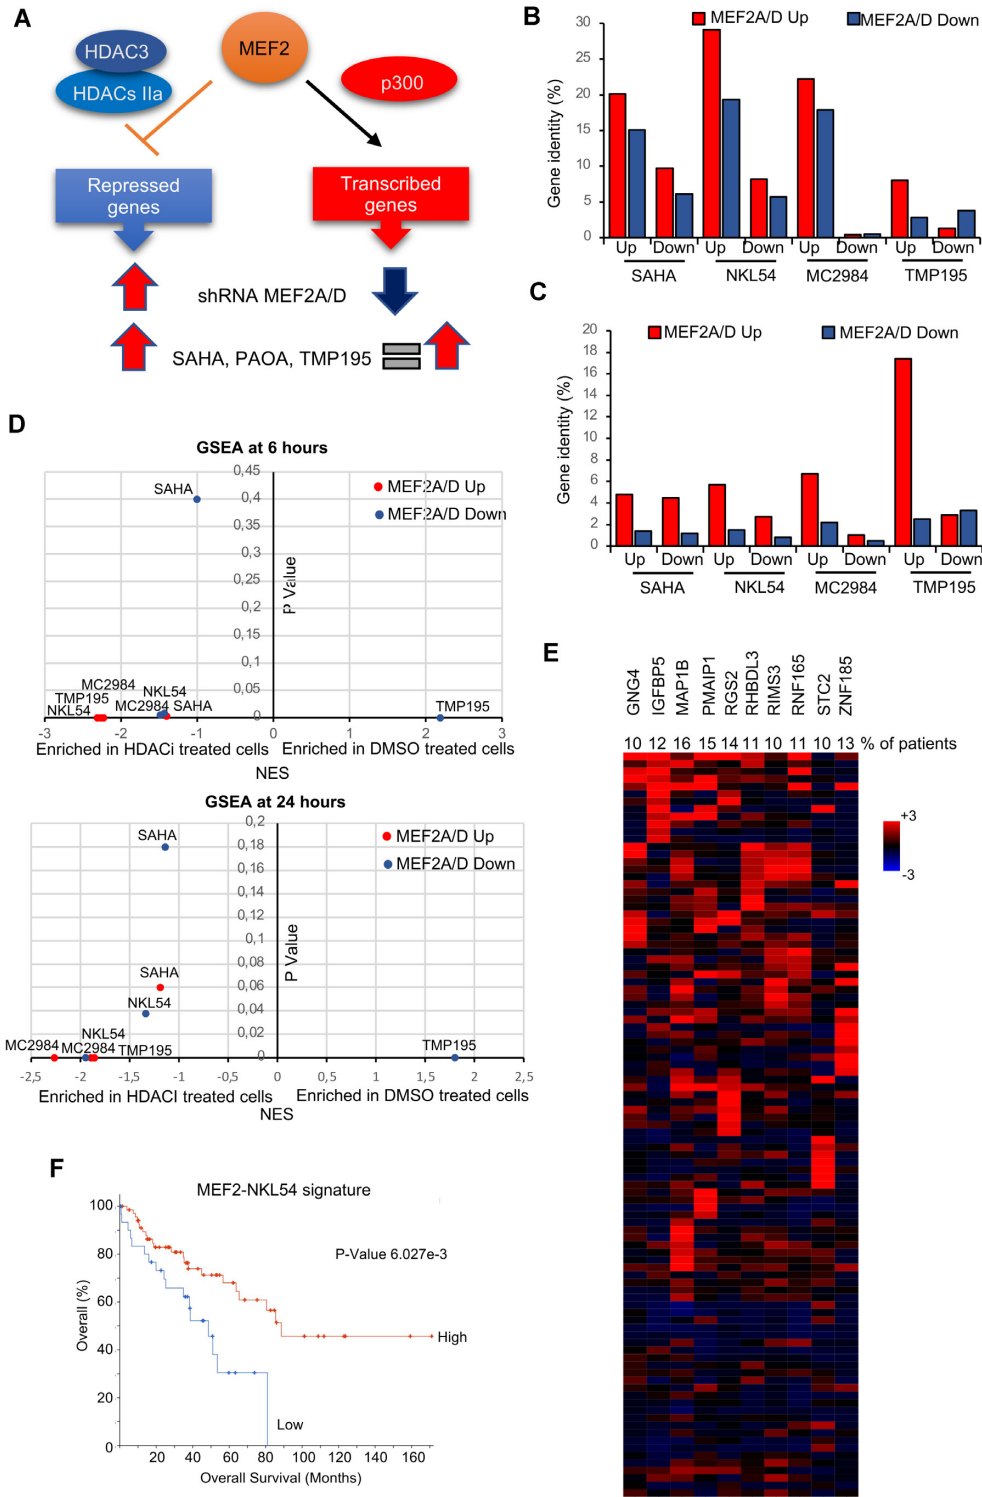 A
HDAC3
HDACs IIa
MEF2
p300
Repressed
genes
Transcribed
genes
shRNA MEF2A/D
SAHA, PAOA, TMP195
B
MEF2A/D Up
MEF2A/D Down
Gene identity (%)
30
25
20
15
10
5
0
Up Down Up Down Up Down Up Down
SAHA NKL54 MC2984 TMP195
C
MEF2A/D Up
MEF2A/D Down
Gene identity (%)
20
18
16
14
12
10
8
6
4
2
0
Up Down Up Down Up Down Up Down
SAHA NKL54 MC2984 TMP195
D
GSEA at 6 hours
0,45
0,4
0,35
0,3
0,25
0,2
0,15
0,1
0,05
0
P Value
MEF2A/D Up
MEF2A/D Down
SAHA
MC2984
TMP195
NKL54
NKL54
MC2984 SAHA
TMP195
-3 -2 -1 0 1 2 3
Enriched in HDACi treated cells
Enriched in DMSO treated cells
NES
GSEA at 24 hours
0,2
0,18
0,16
0,14
0,12
0,1
0,08
0,06
0,04
0,02
0
P Value
MEF2A/D Up
MEF2A/D Down
SAHA
SAHA
NKL54
NKL54
MC2984 MC2984 TMP195
TMP195
-2,5 -2 -1,5 -1 -0,5 0 0,5 1 1,5 2 2,5
Enriched in HDACI treated cells
Enriched in DMSO treated cells
NES
E
GNG4
IGFBP5
MAP1B
PMAIP1
RGS2
RHBDL3
RIMS3
RNF165
STC2
ZNF185
10 12 16 15 14 11 10 11 10 13 % of patients
+3
-3
F
MEF2-NKL54 signature
P-Value 6.027e-3
Overall (%)
100
80
60
40
20
0
High
Low
20 40 60 80 100 120 140 160
Overall Survival (Months)